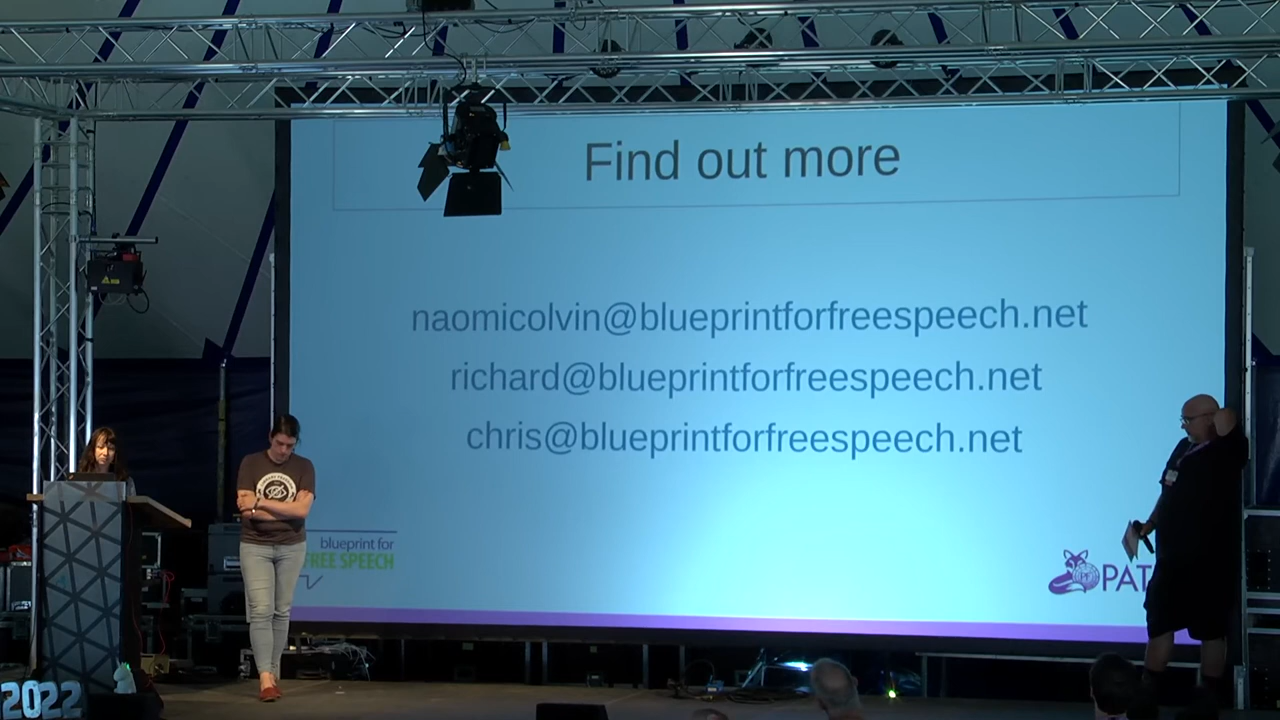 Find out more
naomicolvin@blueprintforfreespeech.net
richard@blueprintforfreespeech.net
chris@blueprintforfreespeech.net
blueprint for
FREE SPEECH
PAT
2022